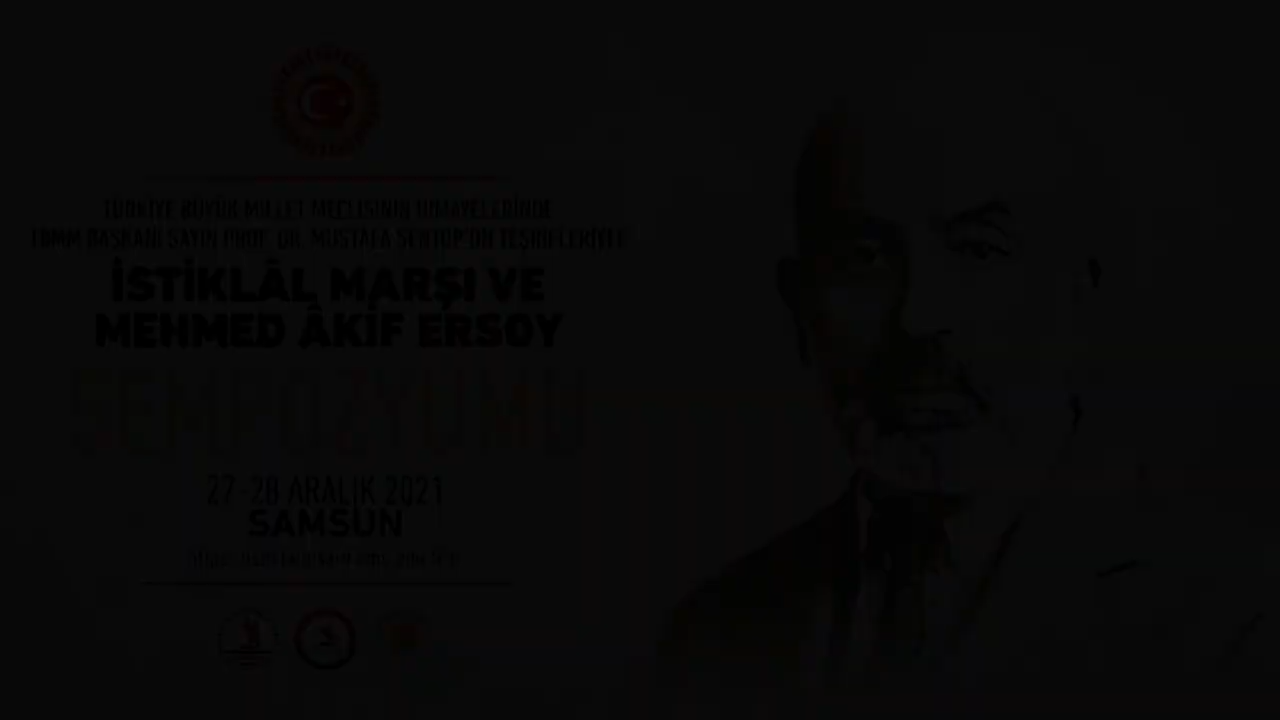 TÜRKİYE BÜYÜK MİLLET MECLİSİNİN HİMAYELERİNDE
TBMM BAŞKANI SAYIN PROF. DR. MUSTAFA ŞENTOP'UN TEŞRİFLERİYLE
İSTİKLÂL MARŞI VE
MEHMED ÂKİF ERSOY
SEMPOZYUMU
27-28 ARALIK 2021
SAMSUN